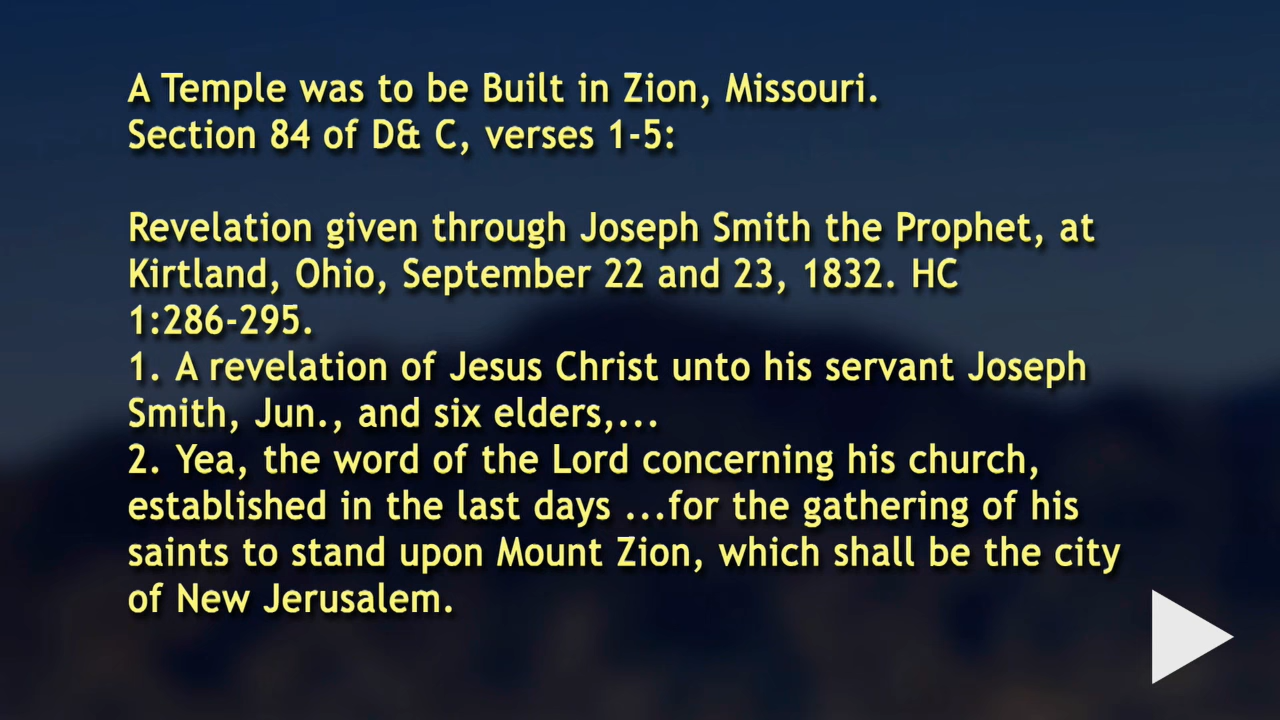 A Temple was to be Built in Zion, Missouri.
Section 84 of D& C, verses 1-5:
Revelation given through Joseph Smith the Prophet, at
Kirtland, Ohio, September 22 and 23, 1832. HC
1:286-295.
1. A revelation of Jesus Christ unto his servant Joseph
Smith, Jun., and six elders,...
2. Yea, the word of the Lord concerning his church,
established in the last days ...for the gathering of his
saints to stand upon Mount Zion, which shall be the city
of New Jerusalem.